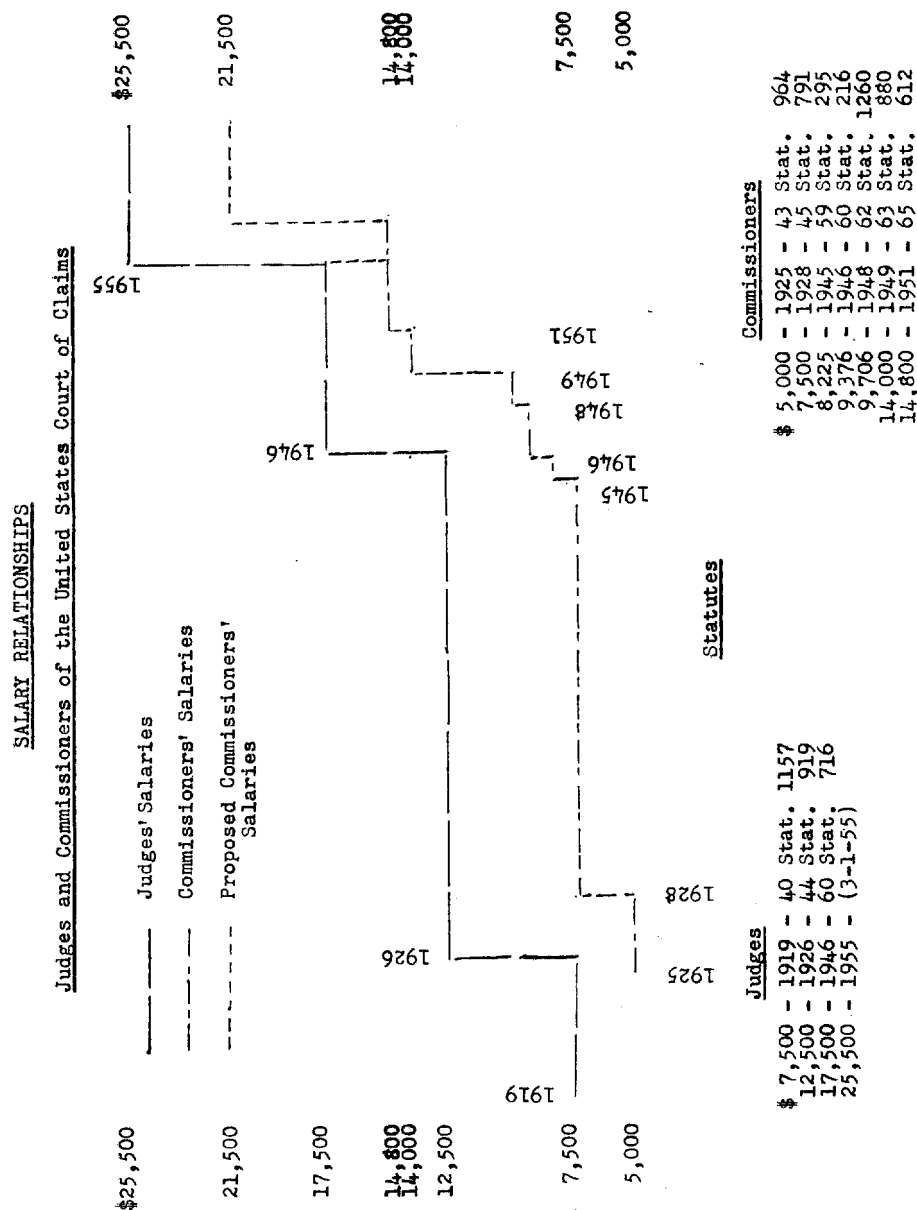 SALARY RELATIONSHIPS
Judges and Commissioners of the United States Court of Claims
$25,500
21,500
17,500
14,800
14,000
12,500
7,500
5,000
Judges' Salaries
Commissioners' Salaries
Proposed Commissioners'
Salaries
1919
1926
1946
1955
1925
1928
1945
1946
1948
1949
1951
$25,500
21,500
14,800
14,000
7,500
5,000
Statutes
Judges
$ 7,500 - 1919 - 40 Stat. 1157
12,500 - 1926 - 44 Stat. 919
17,500 - 1946 - 60 Stat. 716
25,500 - 1955 - (3-1-55)
Commissioners
$ 5,000 - 1925 - 43 Stat. 964
7,500 - 1928 - 45 Stat. 791
8,225 - 1945 - 59 Stat. 295
9,376 - 1946 - 60 Stat. 216
9,706 - 1948 - 62 Stat. 1260
14,000 - 1949 - 63 Stat. 880
14,800 - 1951 - 65 Stat. 612